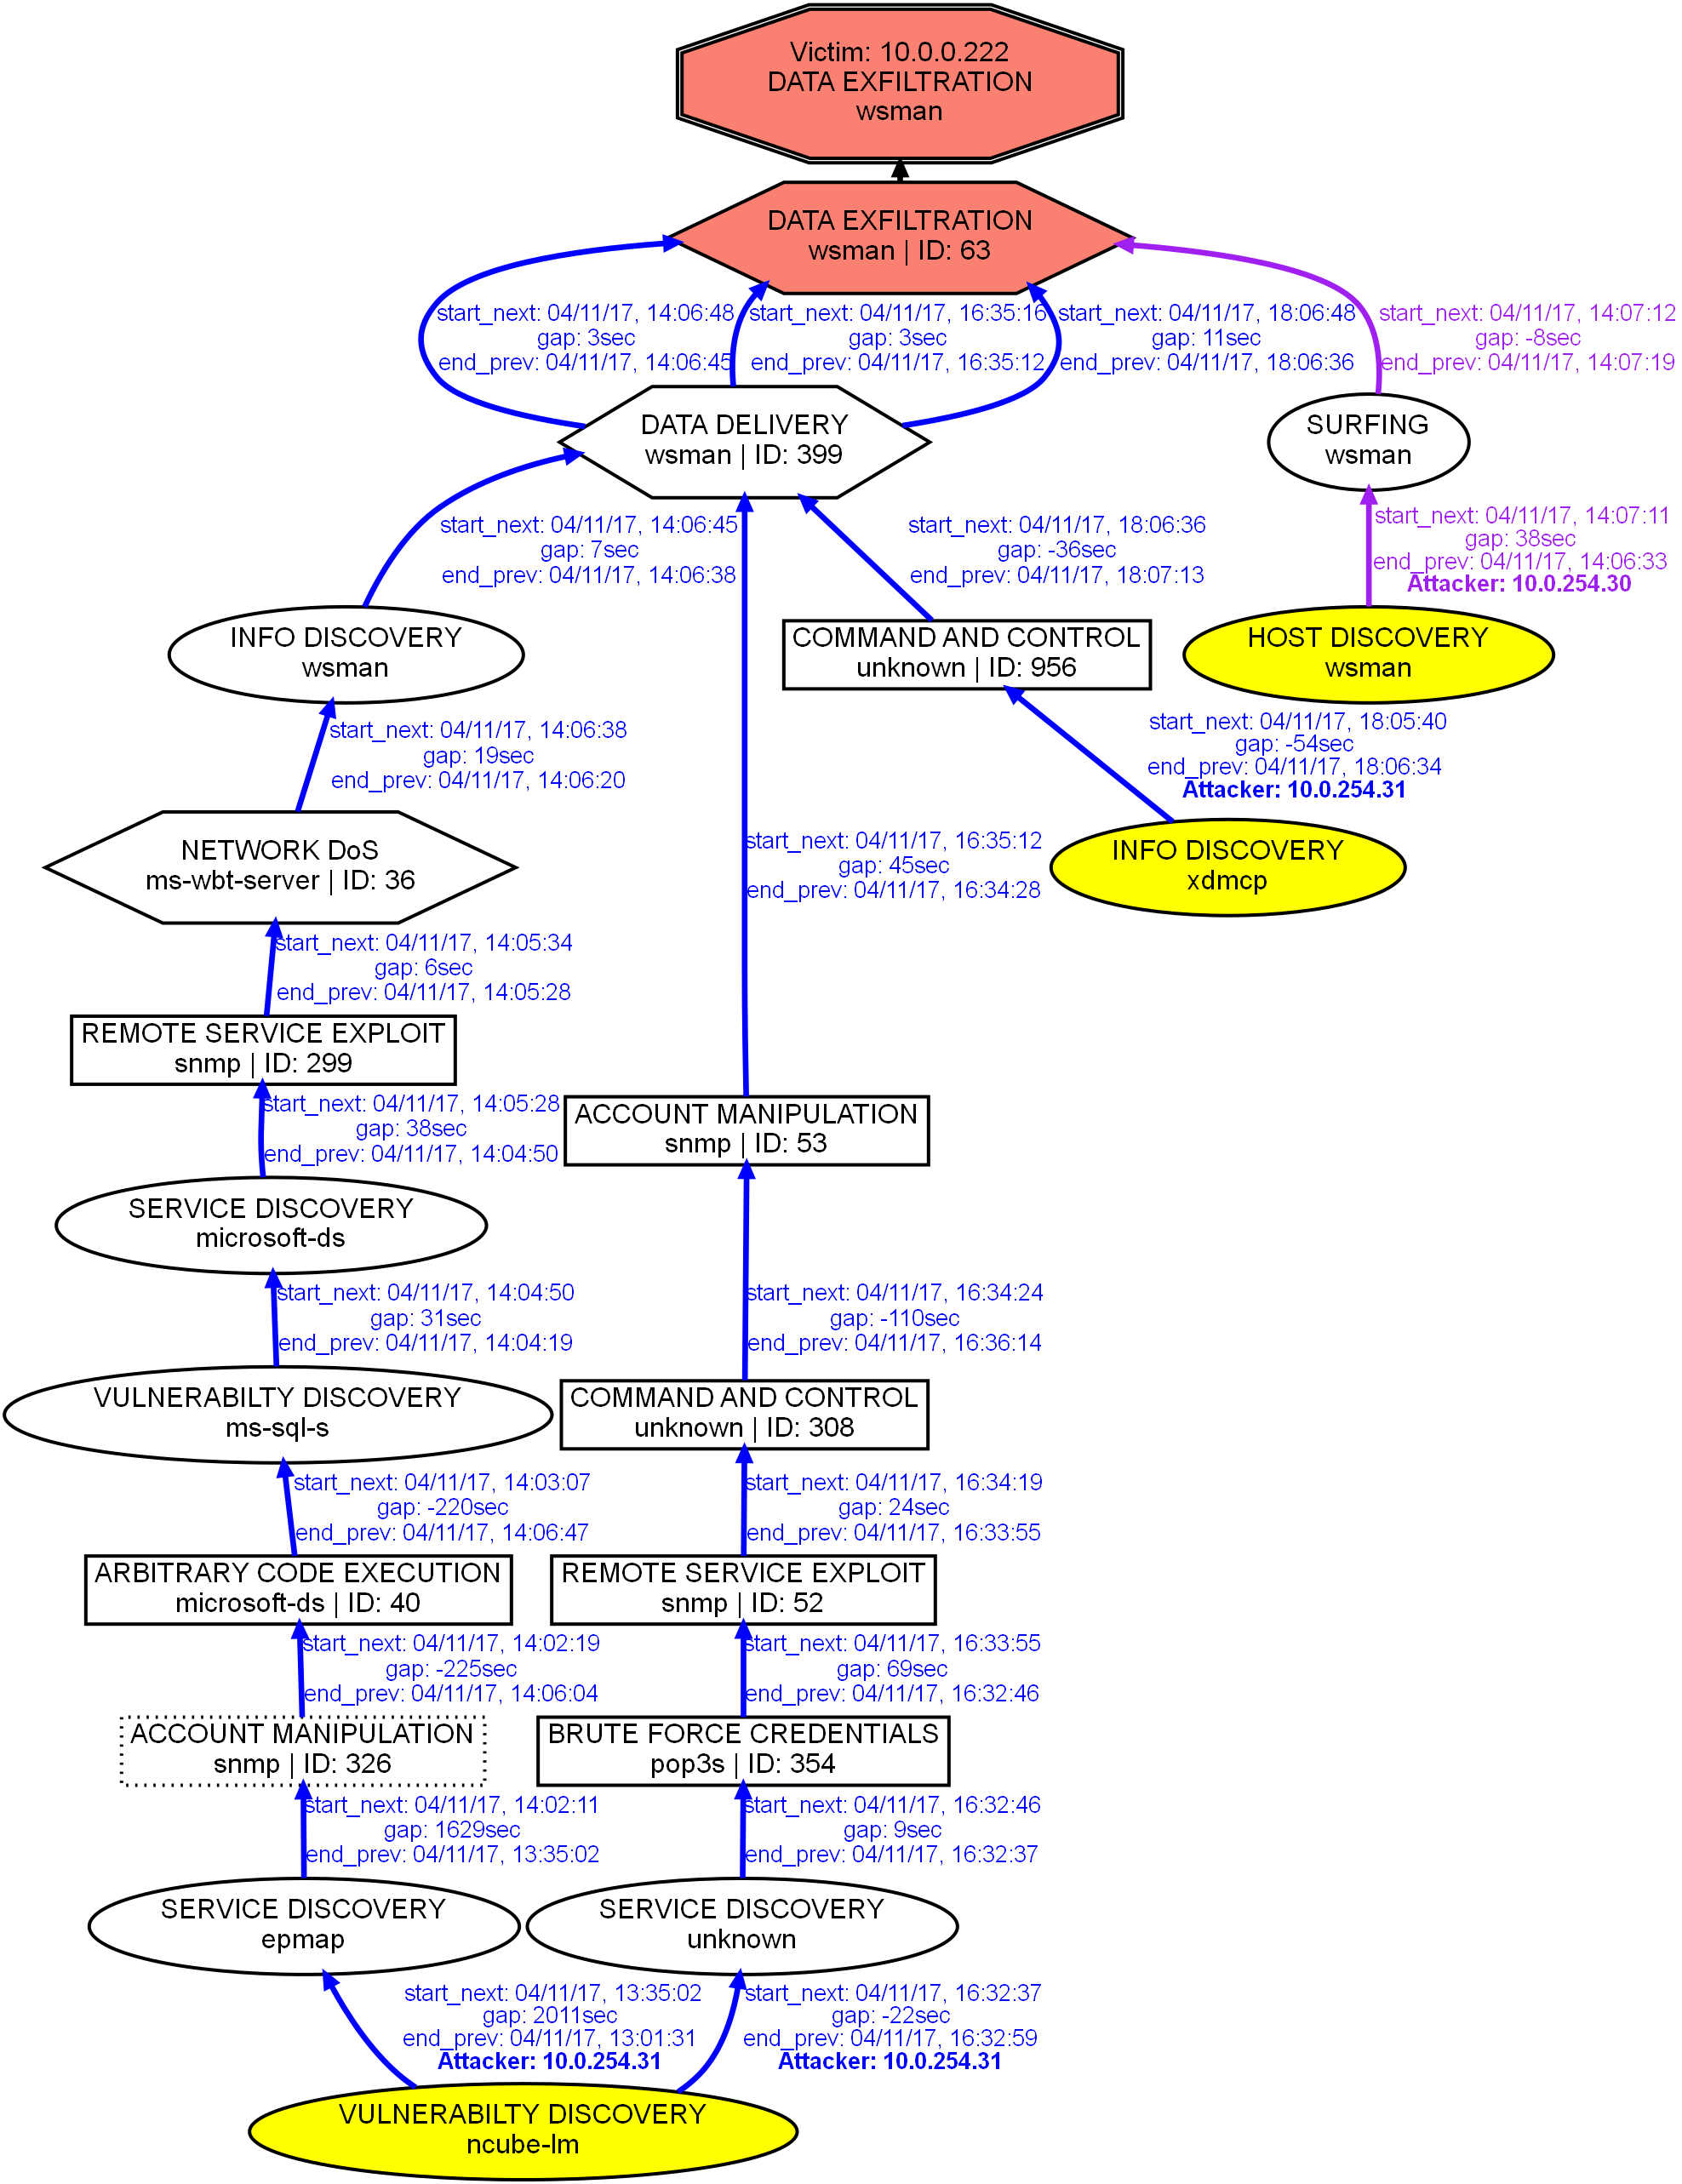 Victim: 10.0.0.222
DATA EXFILTRATION
wsman
DATA EXFILTRATION
wsman | ID: 63
start_next: 04/11/17, 14:06:48
gap: 3sec
end_prev: 04/11/17, 14:06:45
start_next: 04/11/17, 16:35:16
gap: 3sec
end_prev: 04/11/17, 16:35:12
start_next: 04/11/17, 18:06:48
gap: 11sec
end_prev: 04/11/17, 18:06:36
start_next: 04/11/17, 14:07:12
gap: -8sec
end_prev: 04/11/17, 14:07:19
DATA DELIVERY
wsman | ID: 399
SURFING
wsman
start_next: 04/11/17, 14:06:45
gap: 7sec
end_prev: 04/11/17, 14:06:38
start_next: 04/11/17, 18:06:36
gap: -36sec
end_prev: 04/11/17, 18:07:13
start_next: 04/11/17, 14:07:11
gap: 38sec
end_prev: 04/11/17, 14:06:33
Attacker: 10.0.254.30
INFO DISCOVERY
wsman
COMMAND AND CONTROL
unknown | ID: 956
HOST DISCOVERY
wsman
start_next: 04/11/17, 14:06:38
gap: 19sec
end_prev: 04/11/17, 14:06:20
start_next: 04/11/17, 18:05:40
gap: -54sec
end_prev: 04/11/17, 18:06:34
Attacker: 10.0.254.31
NETWORK DoS
ms-wbt-server | ID: 36
start_next: 04/11/17, 16:35:12
gap: 45sec
end_prev: 04/11/17, 16:34:28
INFO DISCOVERY
xdmcp
start_next: 04/11/17, 14:05:34
gap: 6sec
end_prev: 04/11/17, 14:05:28
REMOTE SERVICE EXPLOIT
snmp | ID: 299
start_next: 04/11/17, 14:05:28
gap: 38sec
end_prev: 04/11/17, 14:04:50
ACCOUNT MANIPULATION
snmp | ID: 53
SERVICE DISCOVERY
microsoft-ds
start_next: 04/11/17, 14:04:50
gap: 31sec
end_prev: 04/11/17, 14:04:19
start_next: 04/11/17, 16:34:24
gap: -110sec
end_prev: 04/11/17, 16:36:14
VULNERABILTY DISCOVERY
ms-sql-s
COMMAND AND CONTROL
unknown | ID: 308
start_next: 04/11/17, 14:03:07
gap: -220sec
end_prev: 04/11/17, 14:06:47
start_next: 04/11/17, 16:34:19
gap: 24sec
end_prev: 04/11/17, 16:33:55
ARBITRARY CODE EXECUTION
microsoft-ds | ID: 40
REMOTE SERVICE EXPLOIT
snmp | ID: 52
start_next: 04/11/17, 14:02:19
gap: -225sec
end_prev: 04/11/17, 14:06:04
start_next: 04/11/17, 16:33:55
gap: 69sec
end_prev: 04/11/17, 16:32:46
ACCOUNT MANIPULATION
snmp | ID: 326
BRUTE FORCE CREDENTIALS
pop3s | ID: 354
start_next: 04/11/17, 14:02:11
gap: 1629sec
end_prev: 04/11/17, 13:35:02
start_next: 04/11/17, 16:32:46
gap: 9sec
end_prev: 04/11/17, 16:32:37
SERVICE DISCOVERY
epmap
SERVICE DISCOVERY
unknown
start_next: 04/11/17, 13:35:02
gap: 2011sec
end_prev: 04/11/17, 13:01:31
Attacker: 10.0.254.31
start_next: 04/11/17, 16:32:37
gap: -22sec
end_prev: 04/11/17, 16:32:59
Attacker: 10.0.254.31
VULNERABILTY DISCOVERY
ncube-lm